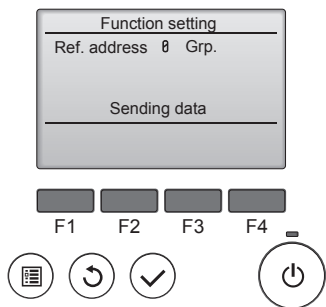 Function setting
Ref. address 0 Grp.
Sending data
F1 F2 F3 F4